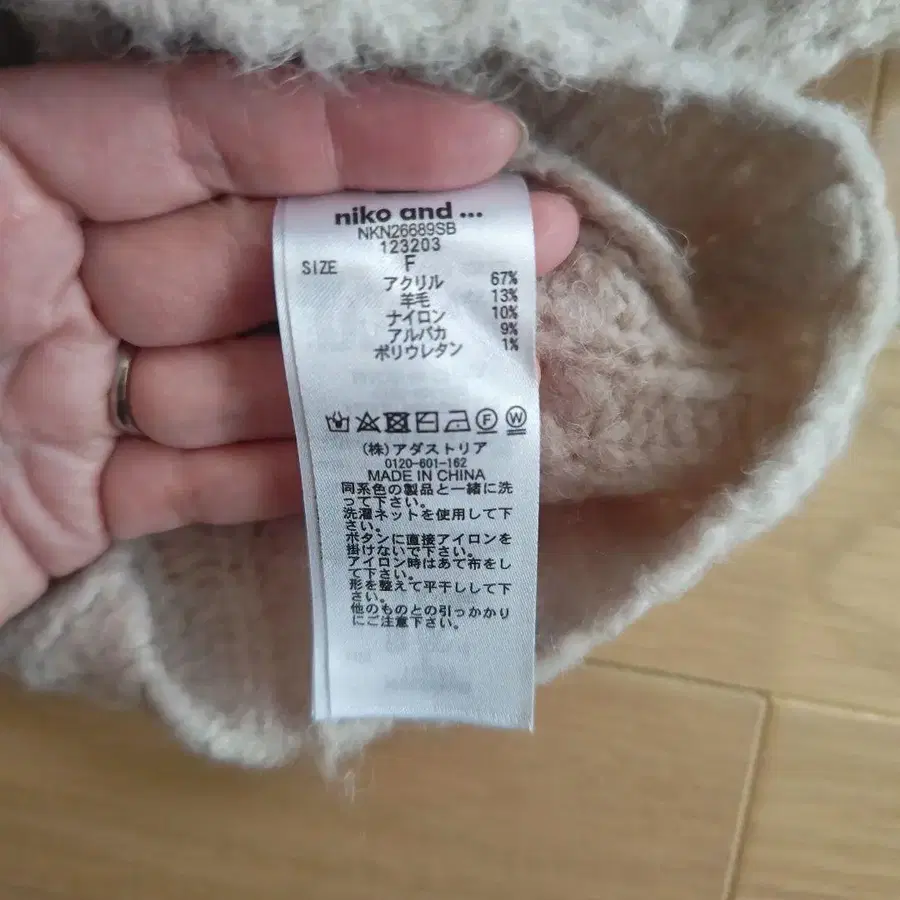 niko and ...
NKN26689SB
123203
SIZE F
アクリル 67%
羊毛 13%
ナイロン 10%
アルパカ 9%
ポリウレタン 1%
F W
(株)アダストリア
0120-601-162
MADE IN CHINA
同系色の製品と一緒に洗
って下さい。
洗濯ネットを使用して下
さい。
ボタンに直接アイロンを
掛けないで下さい。
アイロン時はあて布をし
て下さい。
形を整えて平干しして下
さい。
他のものとの引っかかり
にご注意下さい。